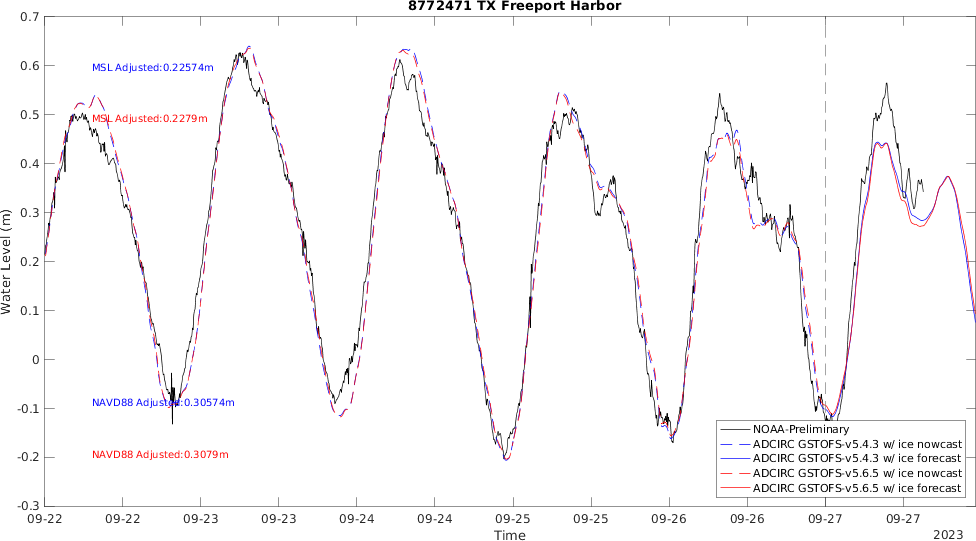 8772471 TX Freeport Harbor
0.7
0.6
0.5
0.4
0.3
0.2
0.1
0
-0.1
-0.2
-0.3
Water Level (m)
MSL Adjusted:0.22574m
MSL Adjusted:0.2279m
NAVD88 Adjusted:0.30574m
NAVD88 Adjusted:0.3079m
NOAA-Preliminary
ADCIRC GSTOFS-v5.4.3 w/ ice nowcast
ADCIRC GSTOFS-v5.4.3 w/ ice forecast
ADCIRC GSTOFS-v5.6.5 w/ ice nowcast
ADCIRC GSTOFS-v5.6.5 w/ ice forecast
09-22 09-22 09-23 09-23 09-24 09-24 09-25 09-25 09-26 09-26 09-27 09-27
Time
2023